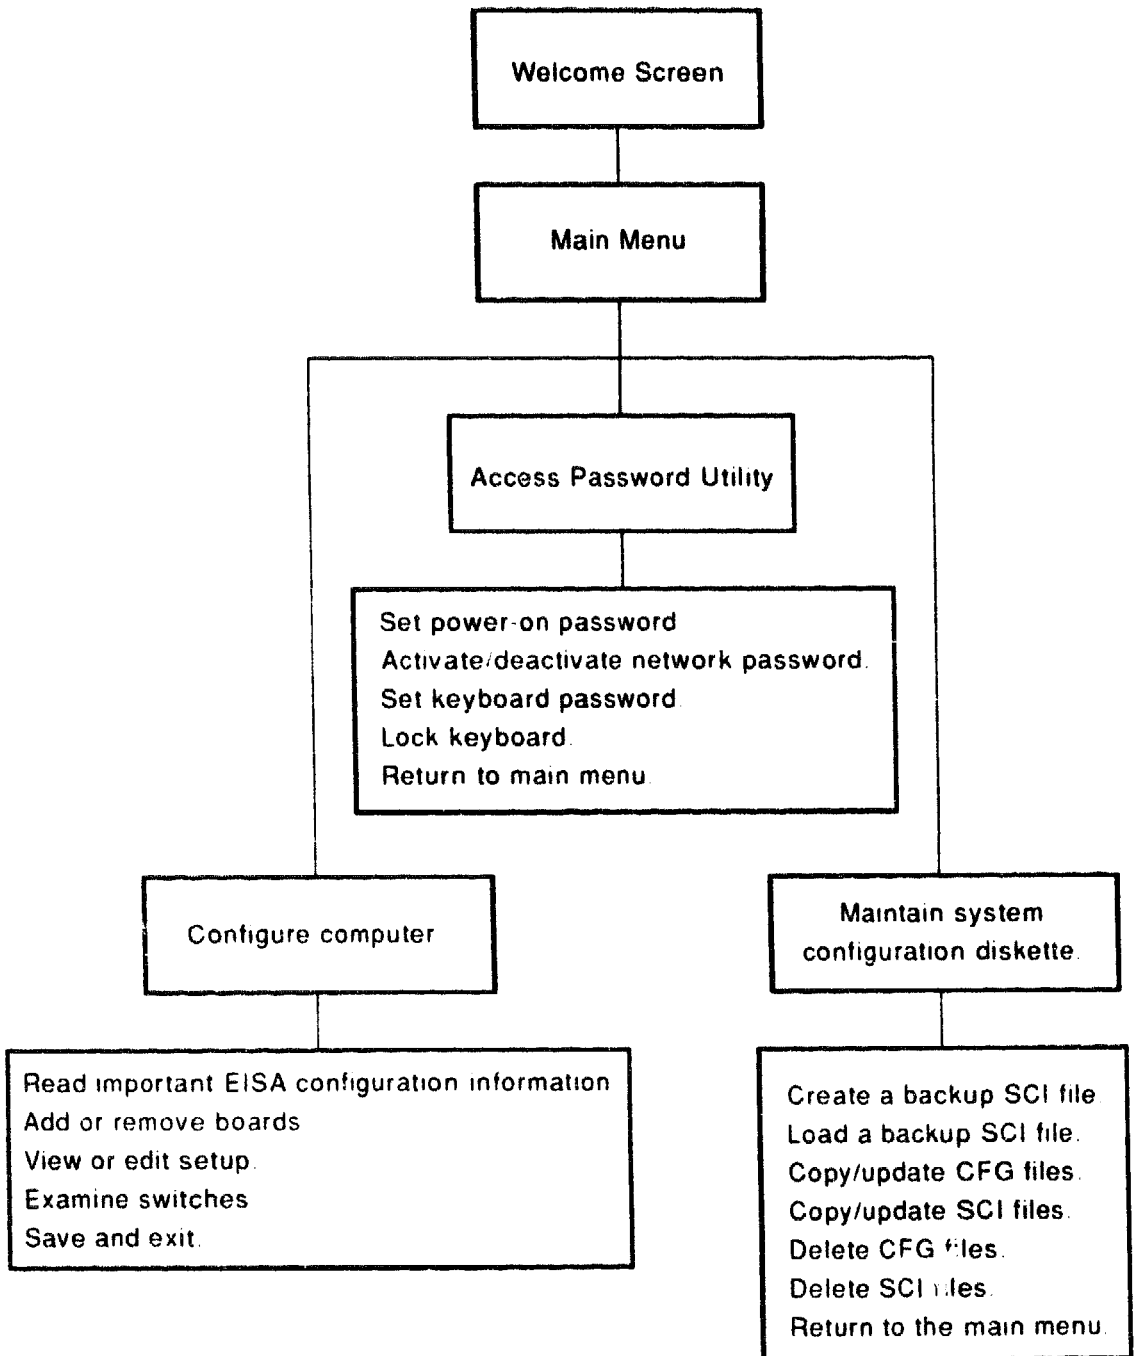 Welcome Screen
Main Menu
Access Password Utility
Set power-on password
Activate/deactivate network password.
Set keyboard password.
Lock keyboard.
Return to main menu.
Configure computer
Maintain system
configuration diskette.
Read important EISA configuration information
Add or remove boards
View or edit setup.
Examine switches
Save and exit.
Create a backup SCI file.
Load a backup SCI file.
Copy/update CFG files.
Copy/update SCI files.
Delete CFG files.
Delete SCI files.
Return to the main menu.